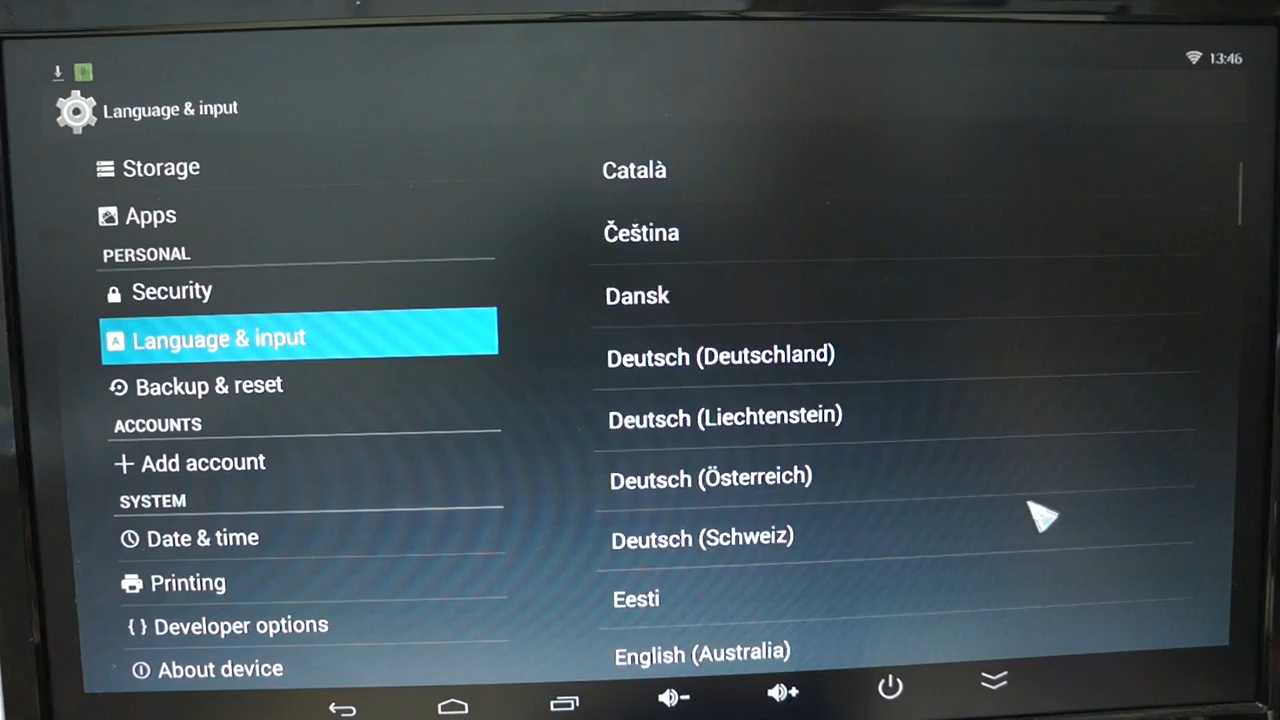 13:46
Language & input
Storage
Apps
PERSONAL
Security
Language & input
Backup & reset
ACCOUNTS
Add account
SYSTEM
Date & time
Printing
Developer options
About device
Català
Čeština
Dansk
Deutsch (Deutschland)
Deutsch (Liechtenstein)
Deutsch (Österreich)
Deutsch (Schweiz)
Eesti
English (Australia)